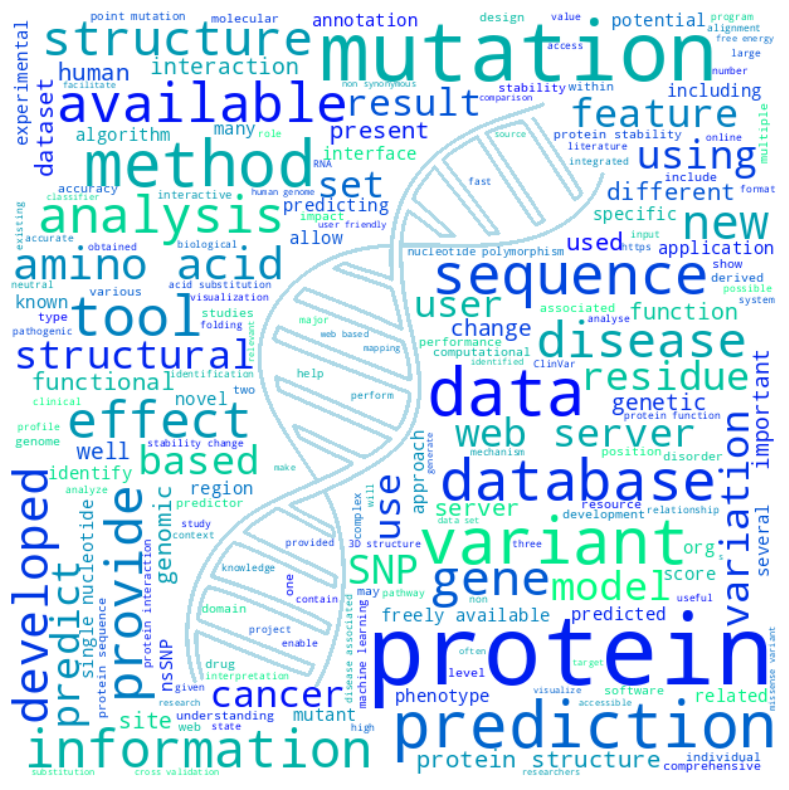 point mutation
molecular
annotation
design
value
potential
program
alignment
free energy
experimental
structure
mutation
access
large
human
interaction
facilitate
non synonymous
stability
within
including
number
dataset
available
result
comparison
feature
multiple
algorithm
many
role
present
source
protein stability
online
literature
using
method
RNA
interface
integrated
set
fast
different
include
format
accuracy
interactive
human genome
predicting
classifier
impact
user friendly
specific
input
new
existing
analysis
allow
accurate
obtained
biological
nucleotide polymorphism
used
https
application
neutral
amino acid
acid substitution
sequence
show
derived
possible
known
various
visualization
user
associated
function
system
type
tool
studies
major
change
analyse
pathogenic
folding
relevant
web based
mapping
performance
disease
structural
identification
computational
identified
ClinVar
functional
help
data
residue
clinical
novel
two
perform
genetic
important
profile
effect
web server
protein function
genome
well
stability change
make
approach
generate
mechanism
position
disorder
variation
identify
based
database
analyze
region
complex
will
use
server
resource
developed
predictor
development
relationship
several
predict
single nucleotide
provide
genomic
study
context
provided
3D structure
data set
variant
three
org
s
protein sequence
protein interaction
knowledge
one
SNP
gene
model
score
nsSNP
domain
contain
disease associated
machine learning
may
pathway
non
useful
project
enable
freely available
predicted
drug
interpretation
protein
often
target
missense variant
given
cancer
level
phenotype
visualize
software
related
research
accessible
site
understanding
mutant
prediction
web
state
high
information
protein structure
individual
comprehensive
substitution
cross validation
researchers